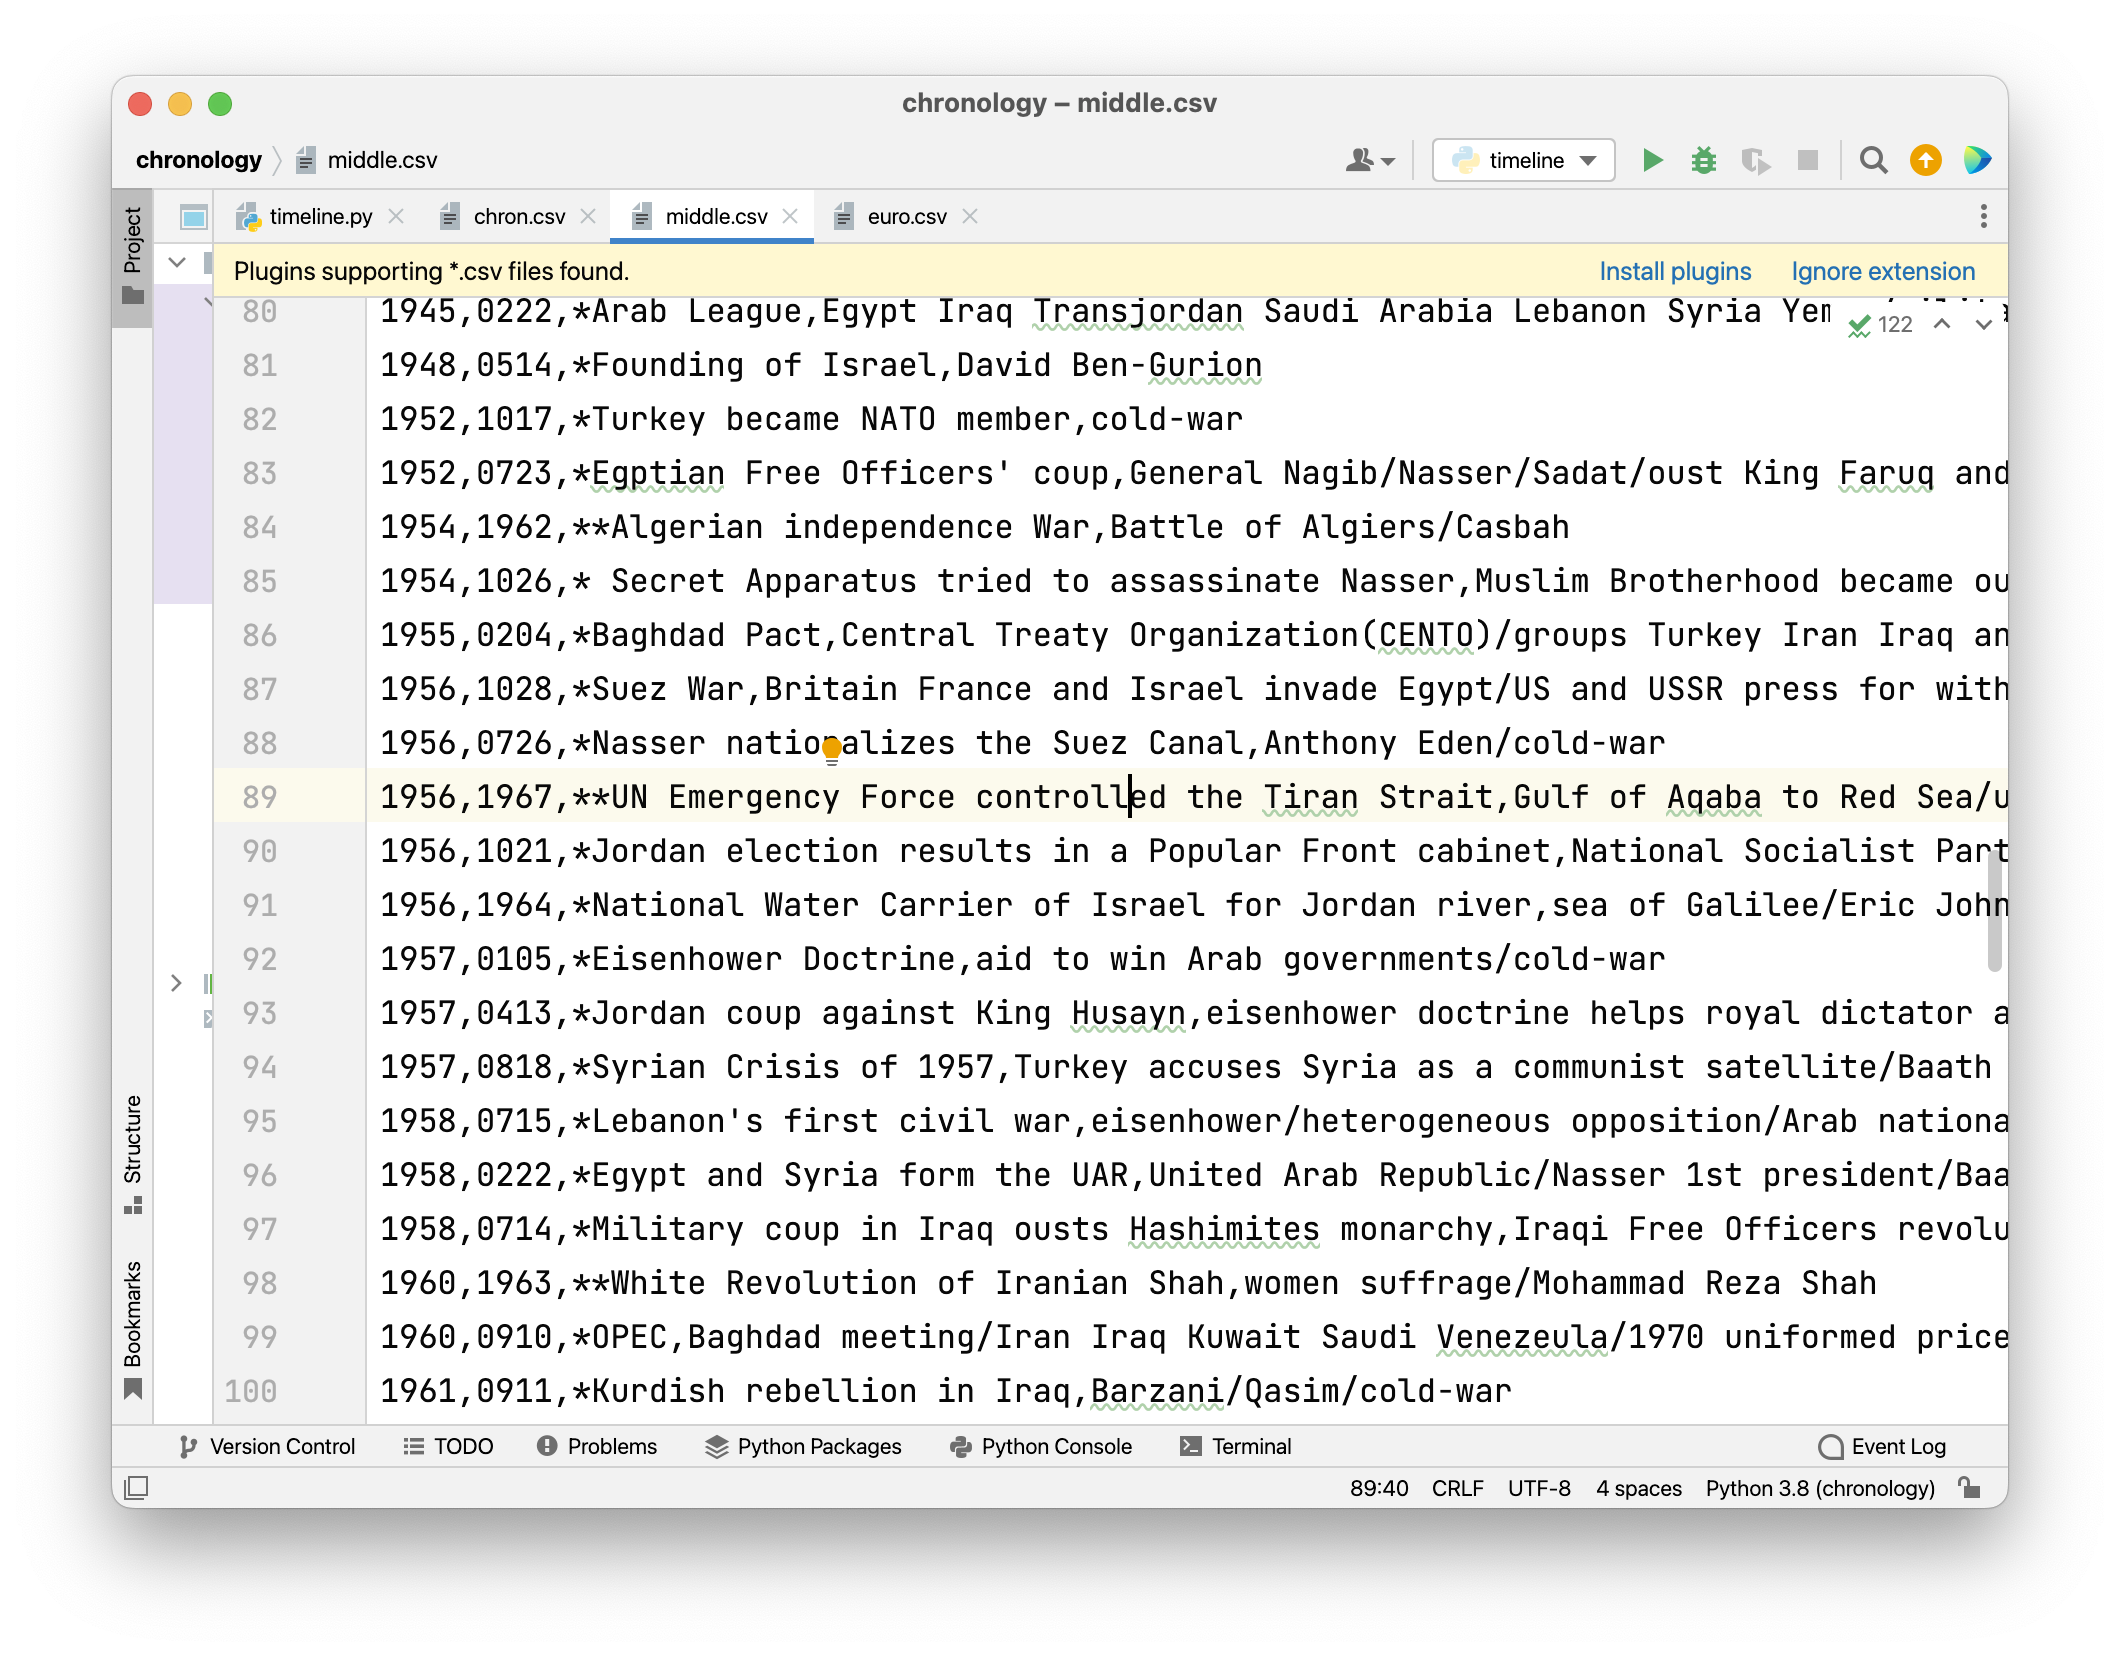 chronology – middle.csv
chronology middle.csv timeline
Project
timeline.py chron.csv middle.csv euro.csv
Plugins supporting *.csv files found. Install plugins Ignore extension
122
80 1945,0222,*Arab League,Egypt Iraq Transjordan Saudi Arabia Lebanon Syria
81 1948,0514,*Founding of Israel,David Ben-Gurion
82 1952,1017,*Turkey became NATO member,cold-war
83 1952,0723,*Egptian Free Officers' coup,General Nagib/Nasser/Sadat/oust King Faruq and
84 1954,1962,**Algerian independence War,Battle of Algiers/Casbah
85 1954,1026,* Secret Apparatus tried to assassinate Nasser,Muslim Brotherhood became ou
86 1955,0204,*Baghdad Pact,Central Treaty Organization(CENTO)/groups Turkey Iran Iraq an
87 1956,1028,*Suez War,Britain France and Israel invade Egypt/US and USSR press for with
88 1956,0726,*Nasser nationalizes the Suez Canal,Anthony Eden/cold-war
89 1956,1967,**UN Emergency Force controlled the Tiran Strait,Gulf of Aqaba to Red Sea/u
90 1956,1021,*Jordan election results in a Popular Front cabinet,National Socialist Part
91 1956,1964,*National Water Carrier of Israel for Jordan river,sea of Galilee/Eric John
92 1957,0105,*Eisenhower Doctrine,aid to win Arab governments/cold-war
93 1957,0413,*Jordan coup against King Husayn,eisenhower doctrine helps royal dictator a
94 1957,0818,*Syrian Crisis of 1957,Turkey accuses Syria as a communist satellite/Baath
95 1958,0715,*Lebanon's first civil war,eisenhower/heterogeneous opposition/Arab nationa
96 1958,0222,*Egypt and Syria form the UAR,United Arab Republic/Nasser 1st president/Baa
97 1958,0714,*Military coup in Iraq ousts Hashimites monarchy,Iraqi Free Officers revolu
98 1960,1963,**White Revolution of Iranian Shah,women suffrage/Mohammad Reza Shah
99 1960,0910,*OPEC,Baghdad meeting/Iran Iraq Kuwait Saudi Venezeula/1970 uniformed price
100 1961,0911,*Kurdish rebellion in Iraq,Barzani/Qasim/cold-war
Structure
Bookmarks
Version Control TODO Problems Python Packages Python Console Terminal Event Log
89:40 CRLF UTF-8 4 spaces Python 3.8 (chronology)